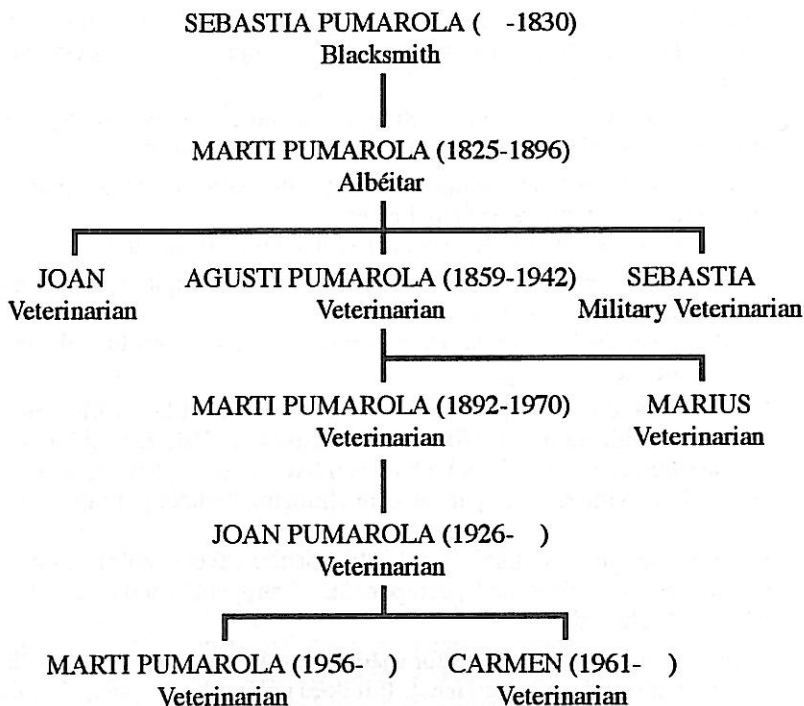 SEBASTIA PUMAROLA (    -1830)
Blacksmith
MARTI PUMAROLA (1825-1896)
Albéitar
JOAN AGUSTI PUMAROLA (1859-1942) SEBASTIA
Veterinarian Veterinarian Military Veterinarian
MARTI PUMAROLA (1892-1970) MARIUS
Veterinarian Veterinarian
JOAN PUMAROLA (1926-    )
Veterinarian
MARTI PUMAROLA (1956-    ) CARMEN (1961-    )
Veterinarian Veterinarian